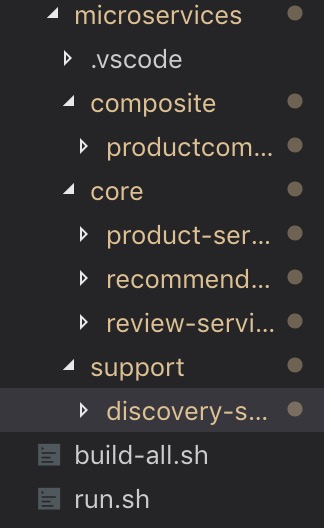 microservices
.vscode
composite
productcom...
core
product-ser...
recommend...
review-servi...
support
discovery-s...
build-all.sh
run.sh